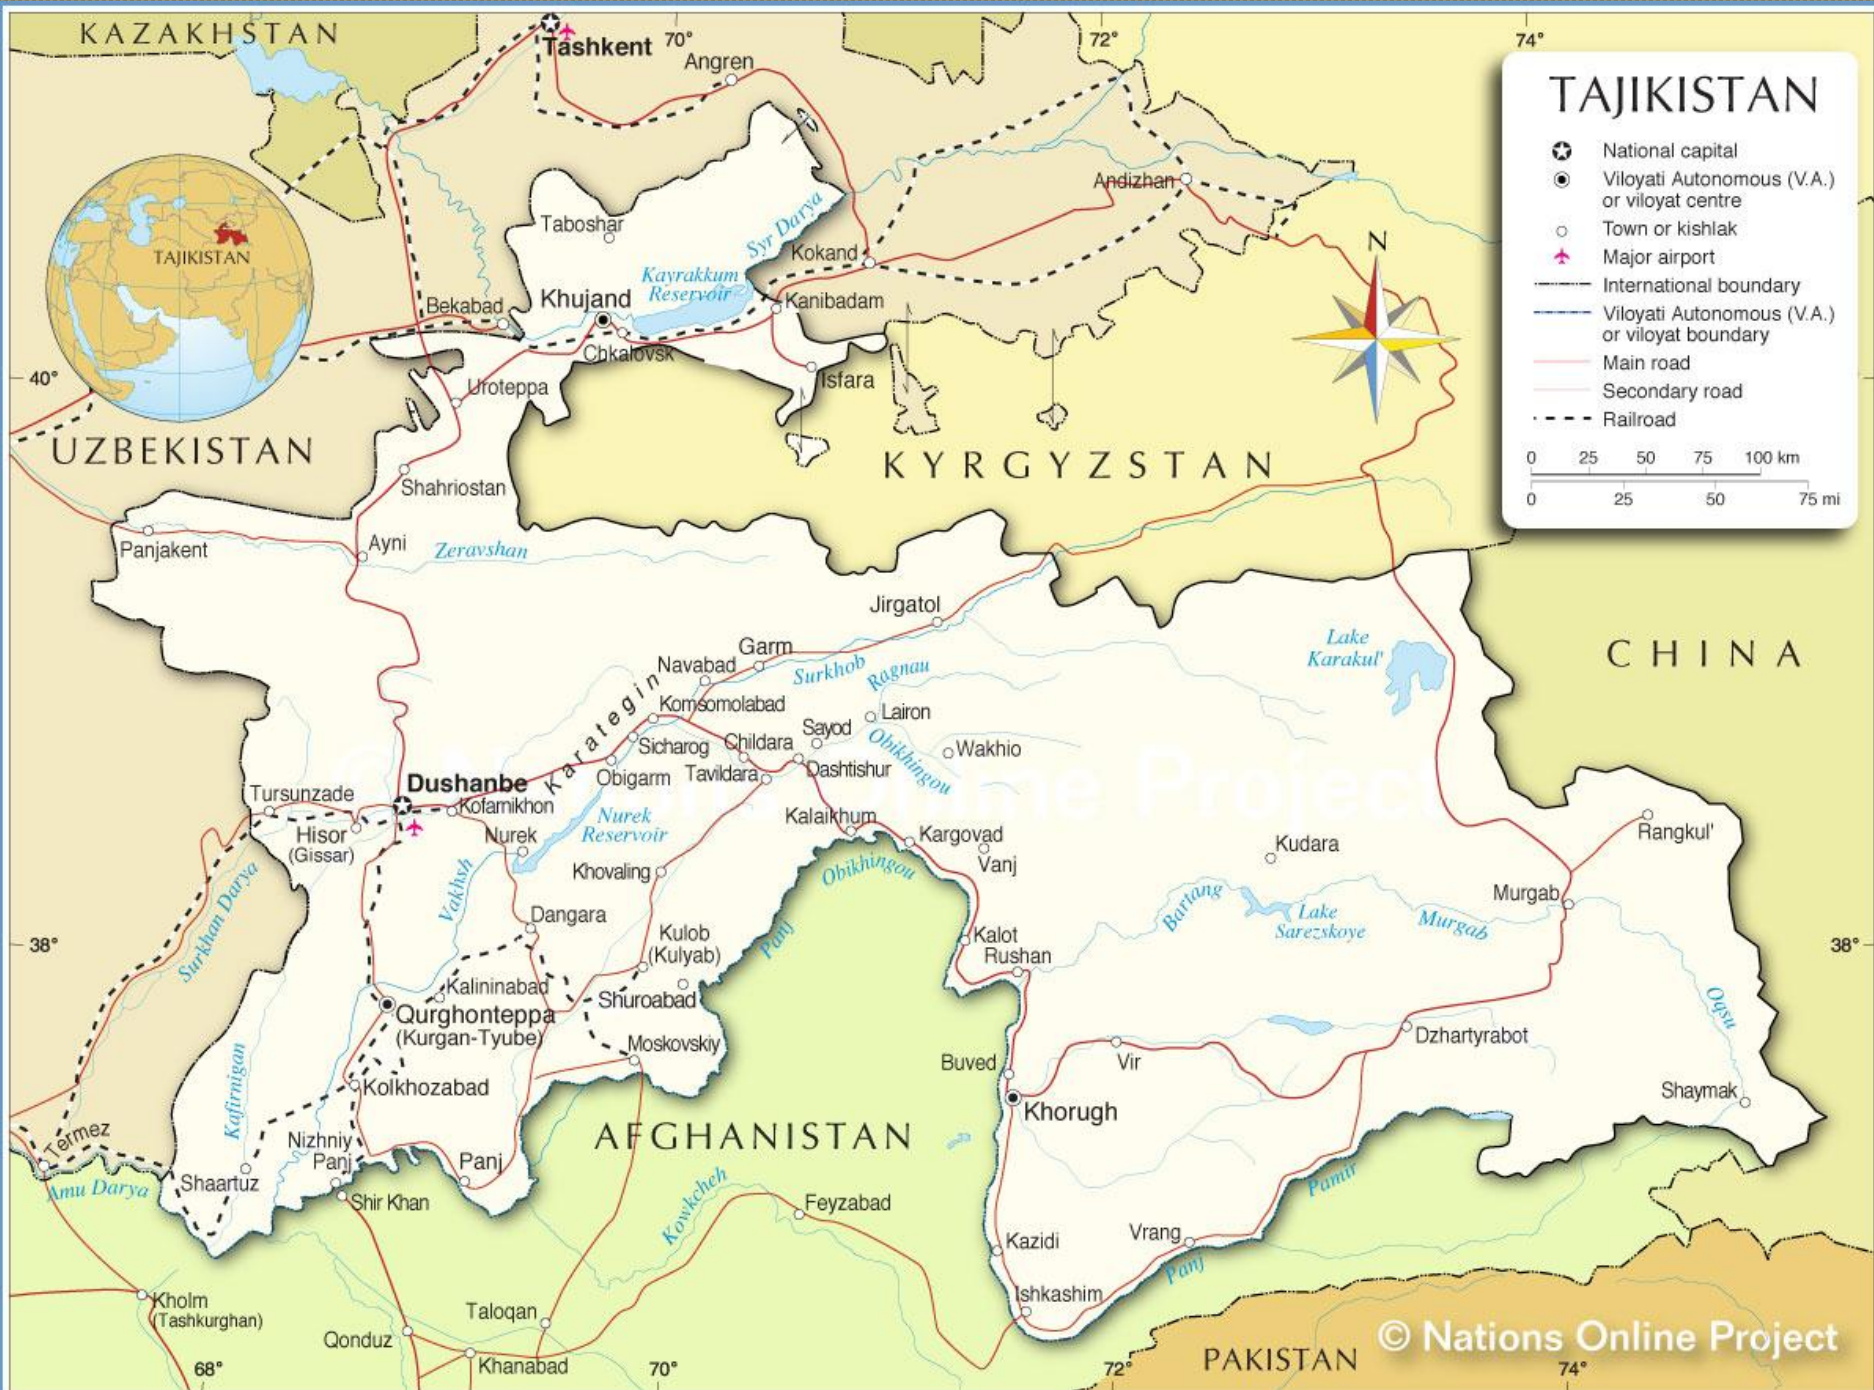 KAZAKHSTAN
Tashkent
70°
72°
74°
Angren
TAJIKISTAN
National capital
Viloyati Autonomous (V.A.)
or viloyat centre
Town or kishlak
Major airport
International boundary
Viloyati Autonomous (V.A.)
or viloyat boundary
Main road
Secondary road
Railroad
0 25 50 75 100 km
0 25 50 75 mi
N
TAJIKISTAN
Andizhan
Taboshar
Syr Darya
Kokand
Kayrakkum
Reservoir
Bekabad
Khujand
Kanibadam
Chkalovsk
Isfara
40°
Uroteppa
UZBEKISTAN
KYRGYZSTAN
Shahriostan
Panjakent
Ayni
Zeravshan
Jirgatol
Lake
Karakul'
CHINA
Garm
Navabad
Surkhob
Ragnau
Karategin
Komsomolabad
Lairon
Sayod
Sicharog
Childara
Obikhingou
Wakhio
Obigarm
Tavildara
Dashtishur
Dushanbe
Tursunzade
Kofarnikhon
Hisor
(Gissar)
Nurek
Nurek
Reservoir
Kalaikhum
Kargovad
Vanj
Kudara
Rangkul'
Khovaling
Obikhingou
Surkhan Darya
Vakhsh
Murgab
Dangara
Bartang
Lake
Sarezskoye
Murgab
Kulob
(Kulyab)
Panj
Kalot
Rushan
38°
38°
Kalininabad
Shuroabad
Qurghonteppa
(Kurgan-Tyube)
Oqsu
Moskovskiy
Dzhartyrabot
Buved
Vir
Kafirnigan
Kolkhozabad
Khorugh
Shaymak
Termez
Nizhniy
Panj
AFGHANISTAN
Panj
Amu Darya
Shaartuz
Shir Khan
Kowkcheh
Feyzabad
Pamir
Kazidi
Vrang
Panj
Ishkashim
Kholm
(Tashkurghan)
Taloqan
Qonduz
Khanabad
PAKISTAN
© Nations Online Project
68°
70°
72°
74°
© Nations Online Project